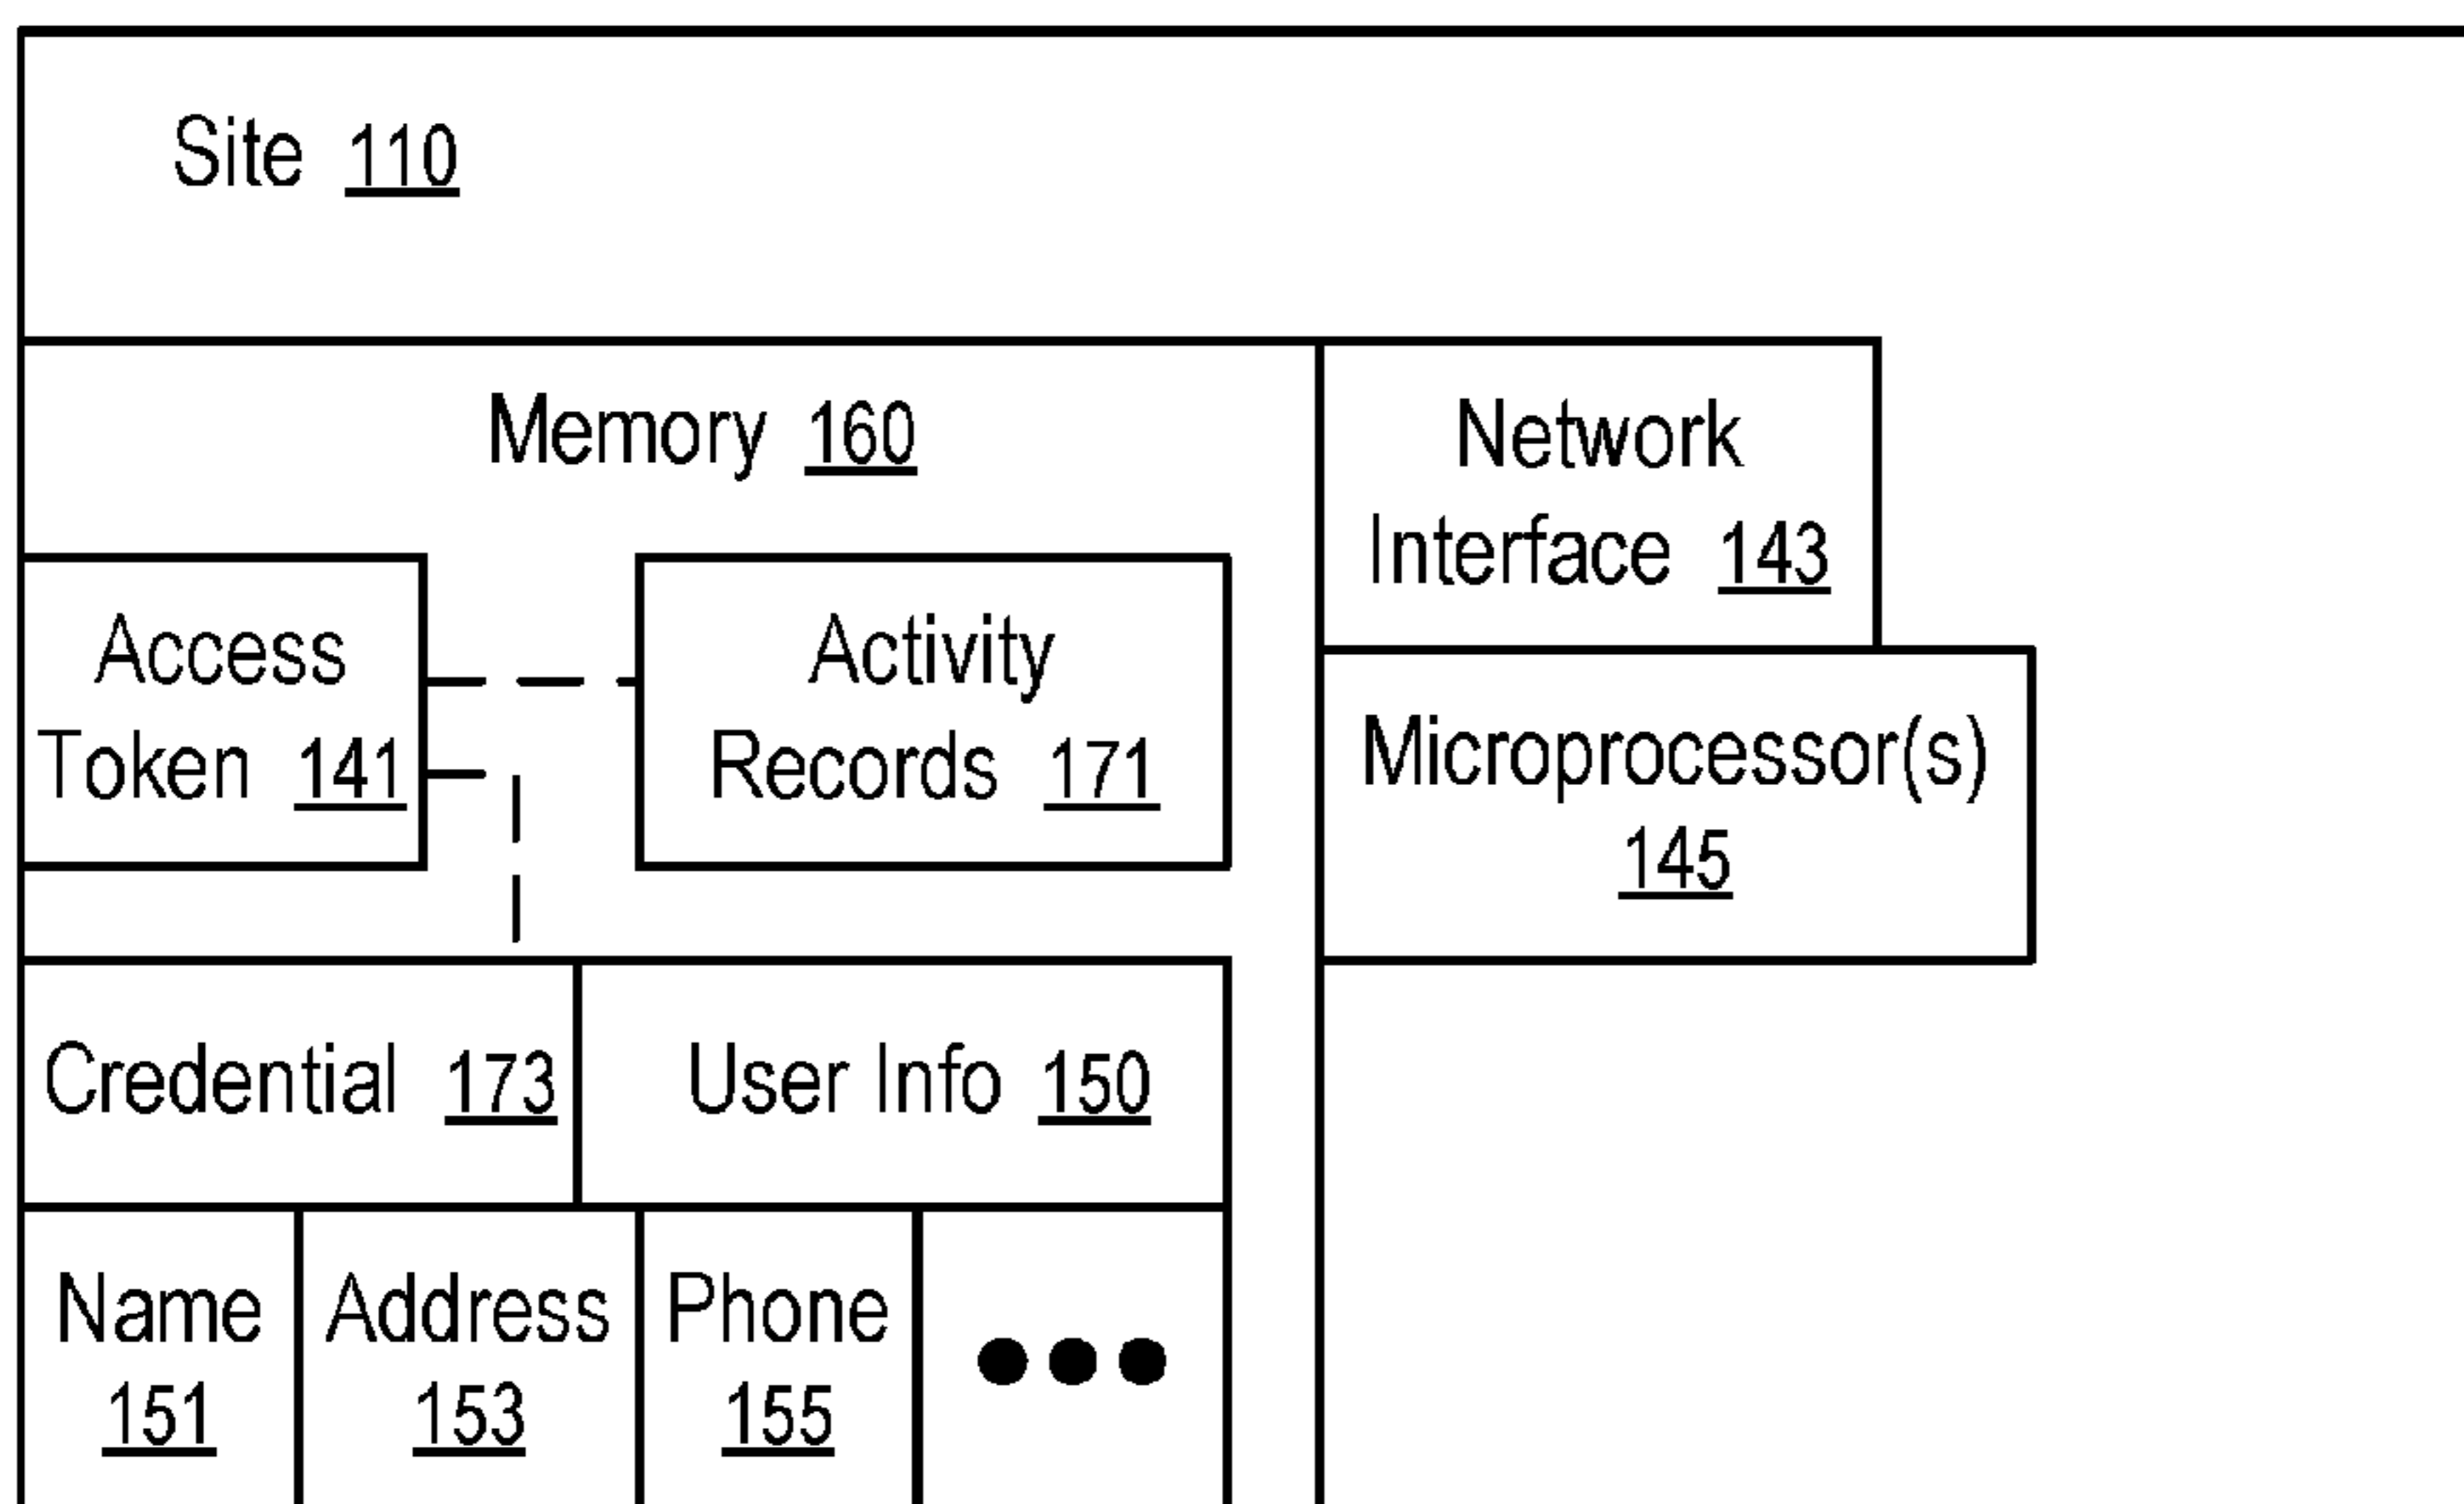 Site 110
Memory 160
Network
Interface 143
Access
Token 141
Activity
Records 171
Microprocessor(s)
145
Credential 173
User Info 150
Name
151
Address
153
Phone
155